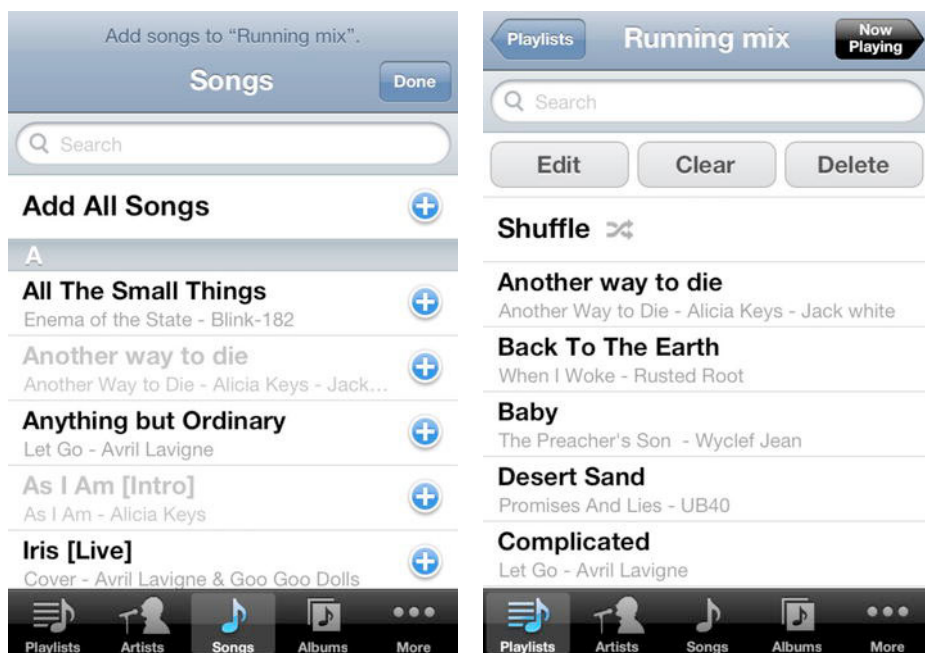 Add songs to “Running mix”.
Songs
Done
Search
Add All Songs
A
All The Small Things
Enema of the State - Blink-182
Another way to die
Another Way to Die - Alicia Keys - Jack...
Anything but Ordinary
Let Go - Avril Lavigne
As I Am [Intro]
As I Am - Alicia Keys
Iris [Live]
Cover - Avril Lavigne & Goo Goo Dolls
Playlists Artists Songs Albums More
Playlists
Running mix
Now
Playing
Search
Edit Clear Delete
Shuffle
Another way to die
Another Way to Die - Alicia Keys - Jack white
Back To The Earth
When I Woke - Rusted Root
Baby
The Preacher's Son - Wyclef Jean
Desert Sand
Promises And Lies - UB40
Complicated
Let Go - Avril Lavigne
Playlists Artists Songs Albums More